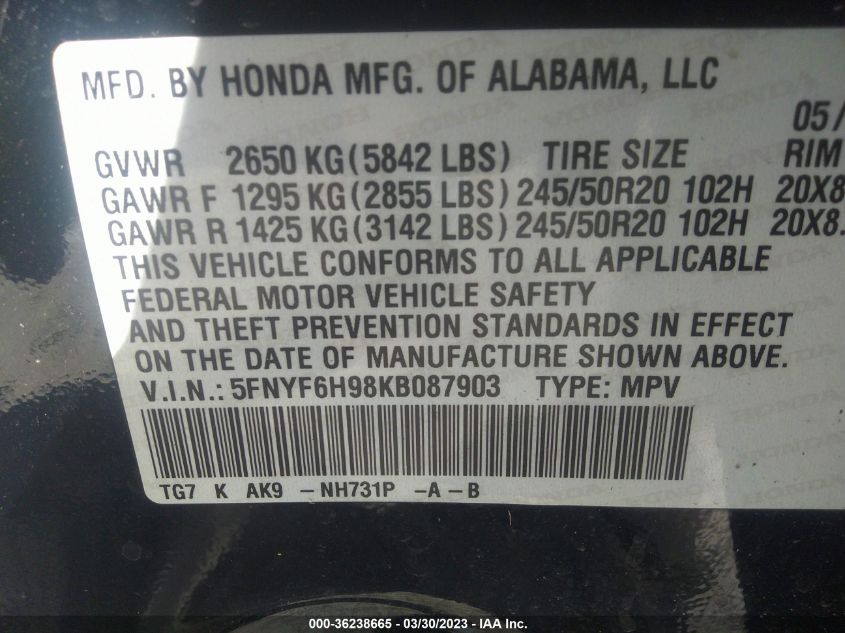 MFD. BY HONDA MFG. OF ALABAMA, LLC
05/
GVWR 2650 KG (5842 LBS) TIRE SIZE RIM
GAWR F 1295 KG (2855 LBS) 245/50R20 102H 20X8
GAWR R 1425 KG (3142 LBS) 245/50R20 102H 20X8.
THIS VEHICLE CONFORMS TO ALL APPLICABLE
FEDERAL MOTOR VEHICLE SAFETY
AND THEFT PREVENTION STANDARDS IN EFFECT
ON THE DATE OF MANUFACTURE SHOWN ABOVE.
V.I.N.: 5FNYF6H98KB087903 TYPE: MPV
TG7 K AK9 -NH731P -A-B
000-36238665 - 03/30/2023 - IAA Inc.